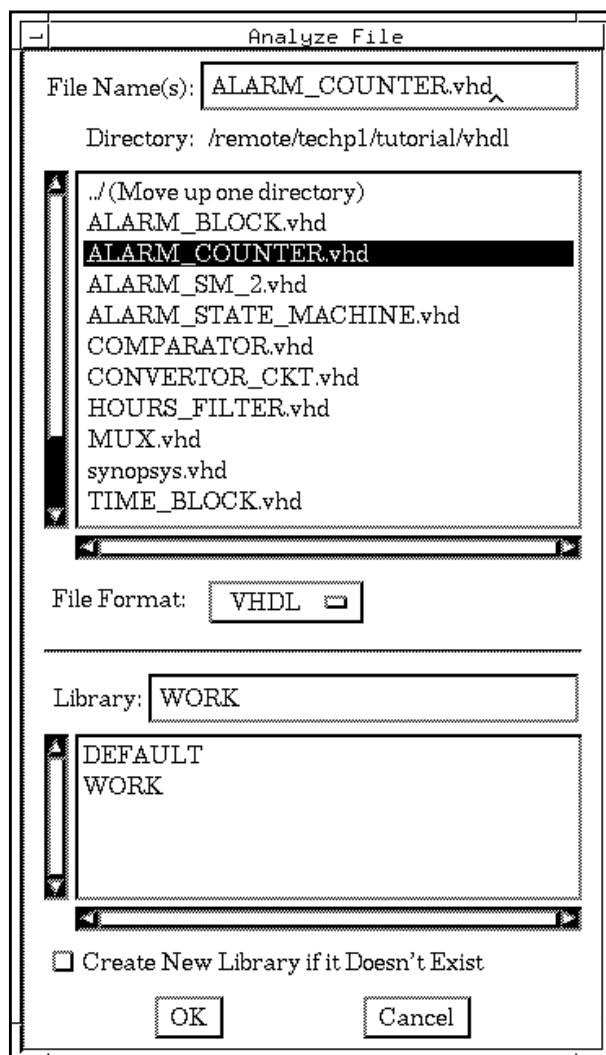 Analyze File
File Name(s): ALARM_COUNTER.vhd
Directory: /remote/techp1/tutorial/vhdl
../ (Move up one directory)
ALARM_BLOCK.vhd
ALARM_COUNTER.vhd
ALARM_SM_2.vhd
ALARM_STATE_MACHINE.vhd
COMPARATOR.vhd
CONVERTOR_CKT.vhd
HOURS_FILTER.vhd
MUX.vhd
synopsys.vhd
TIME_BLOCK.vhd
File Format: VHDL
Library: WORK
DEFAULT
WORK
Create New Library if it Doesn't Exist
OK Cancel